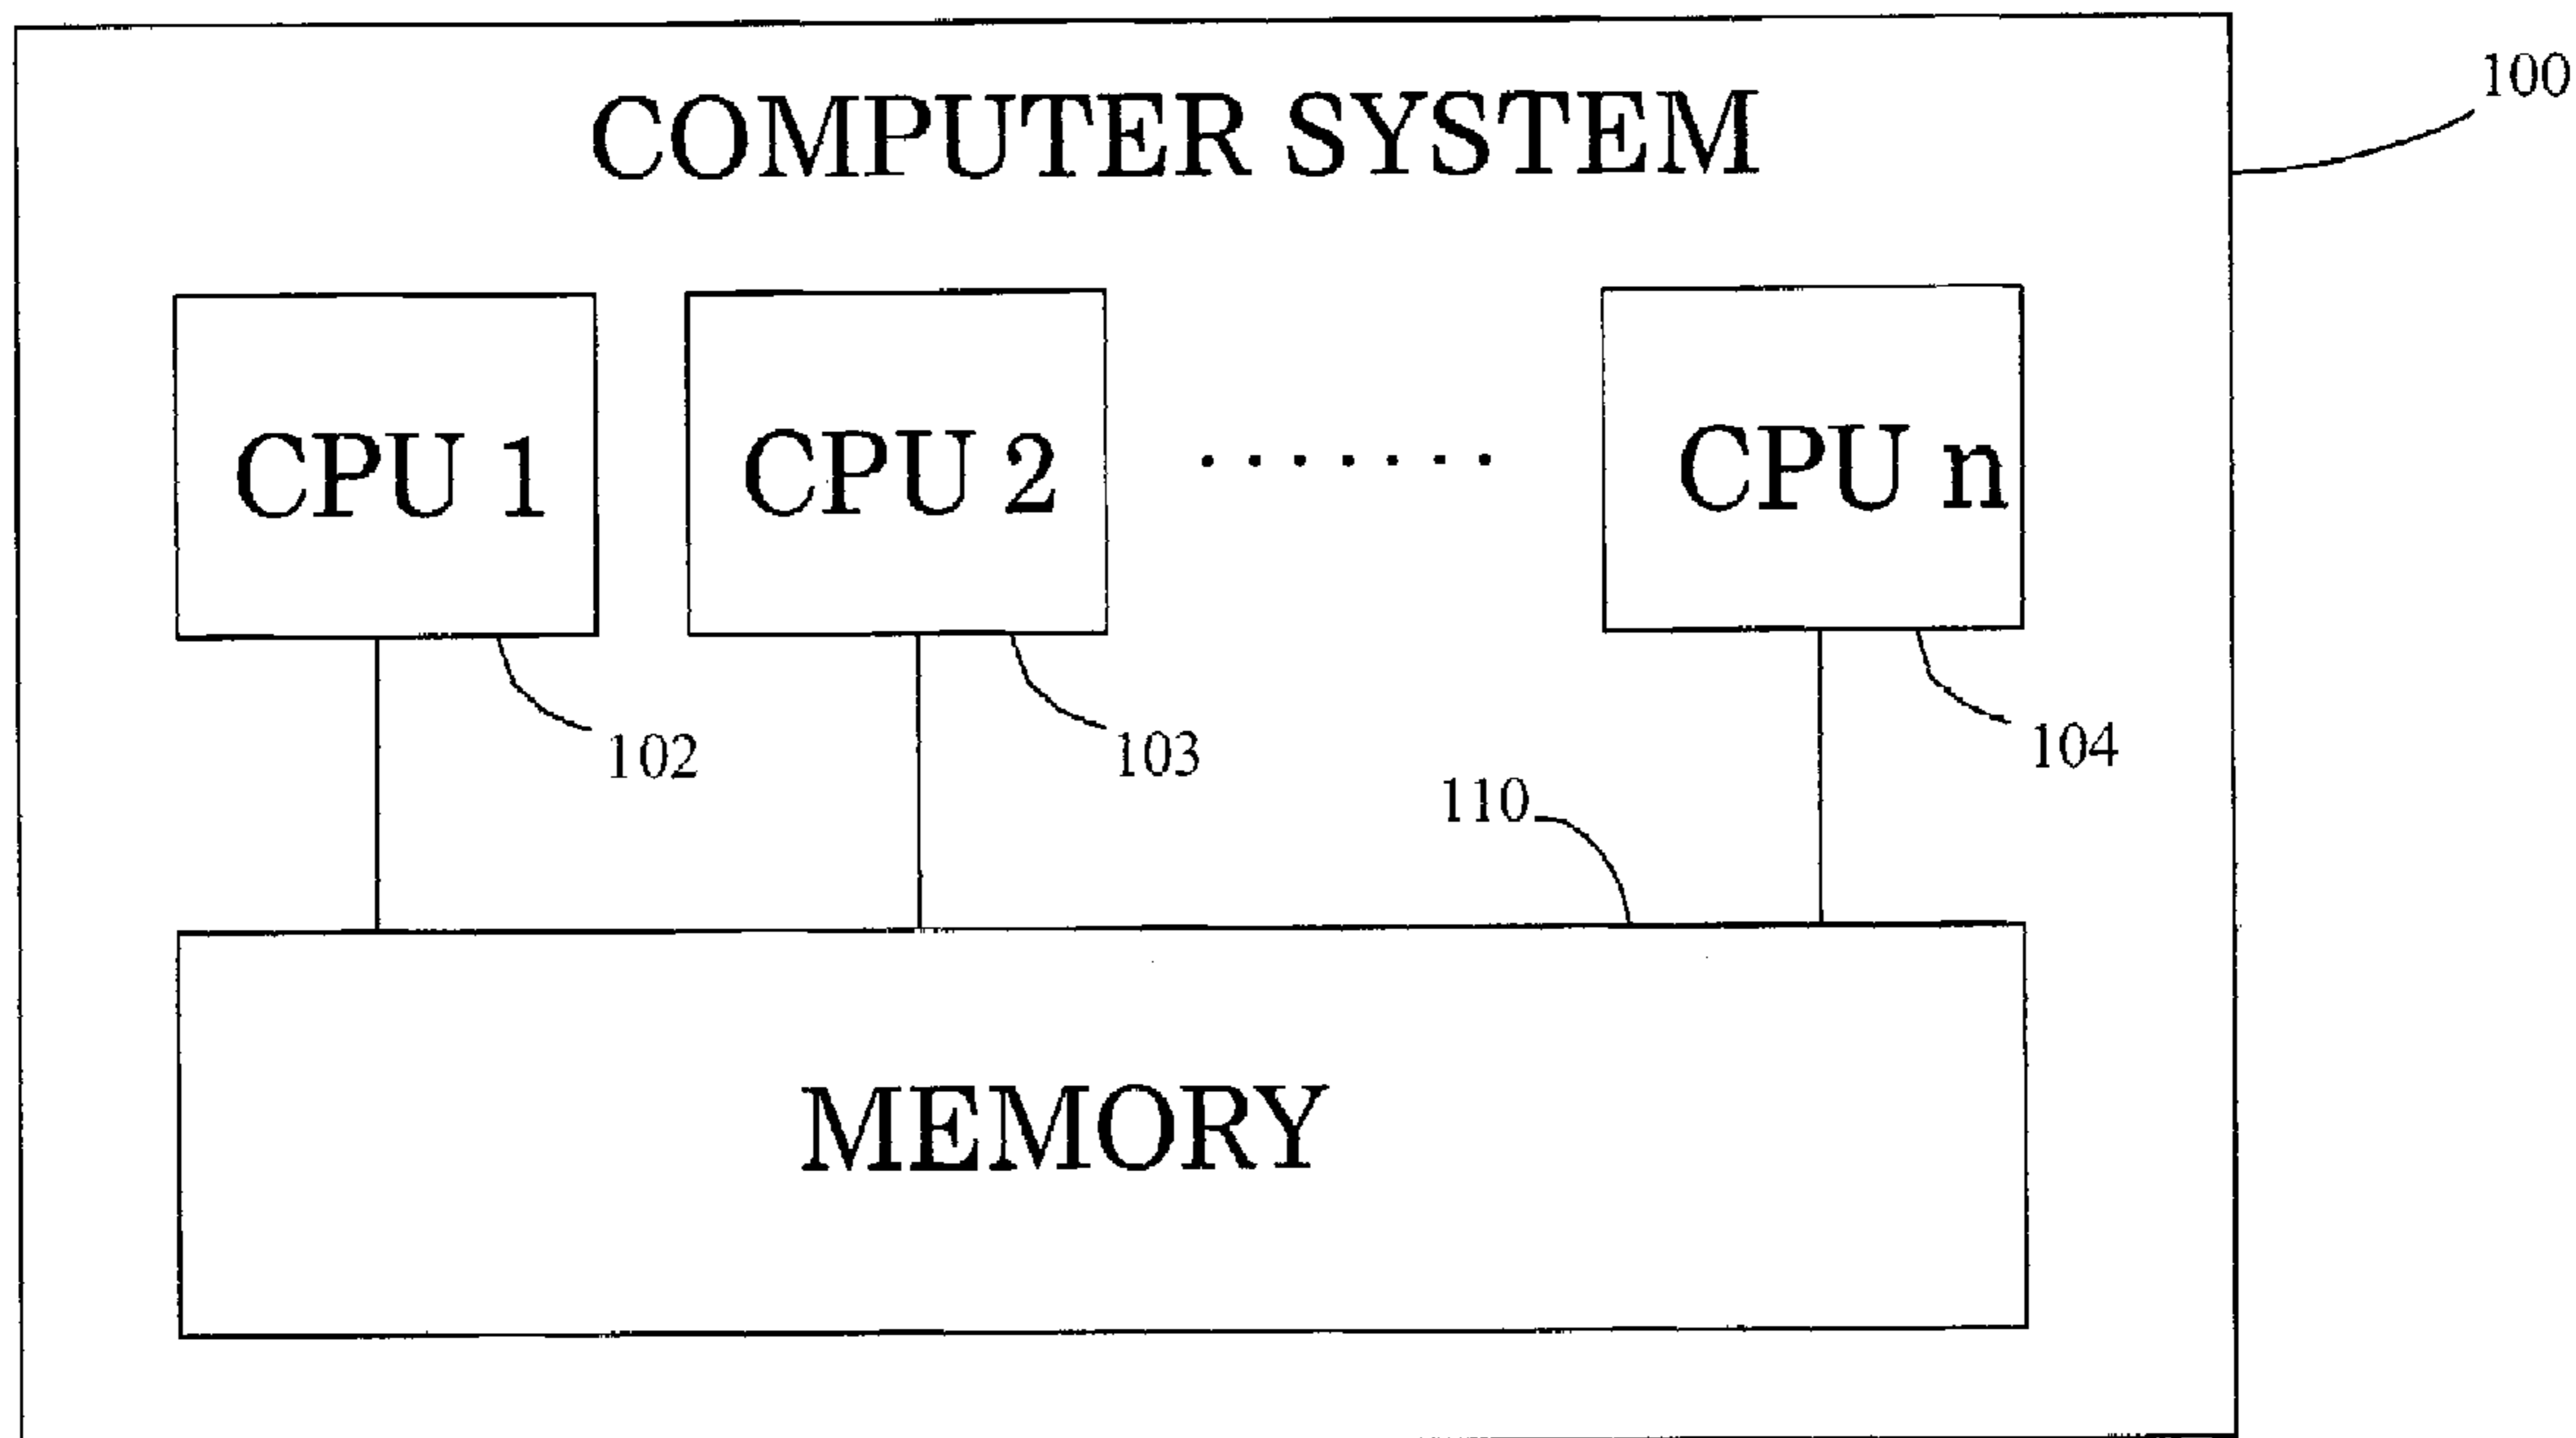 100
COMPUTER SYSTEM
CPU 1
CPU 2
.......
CPU n
102
103
104
110
MEMORY